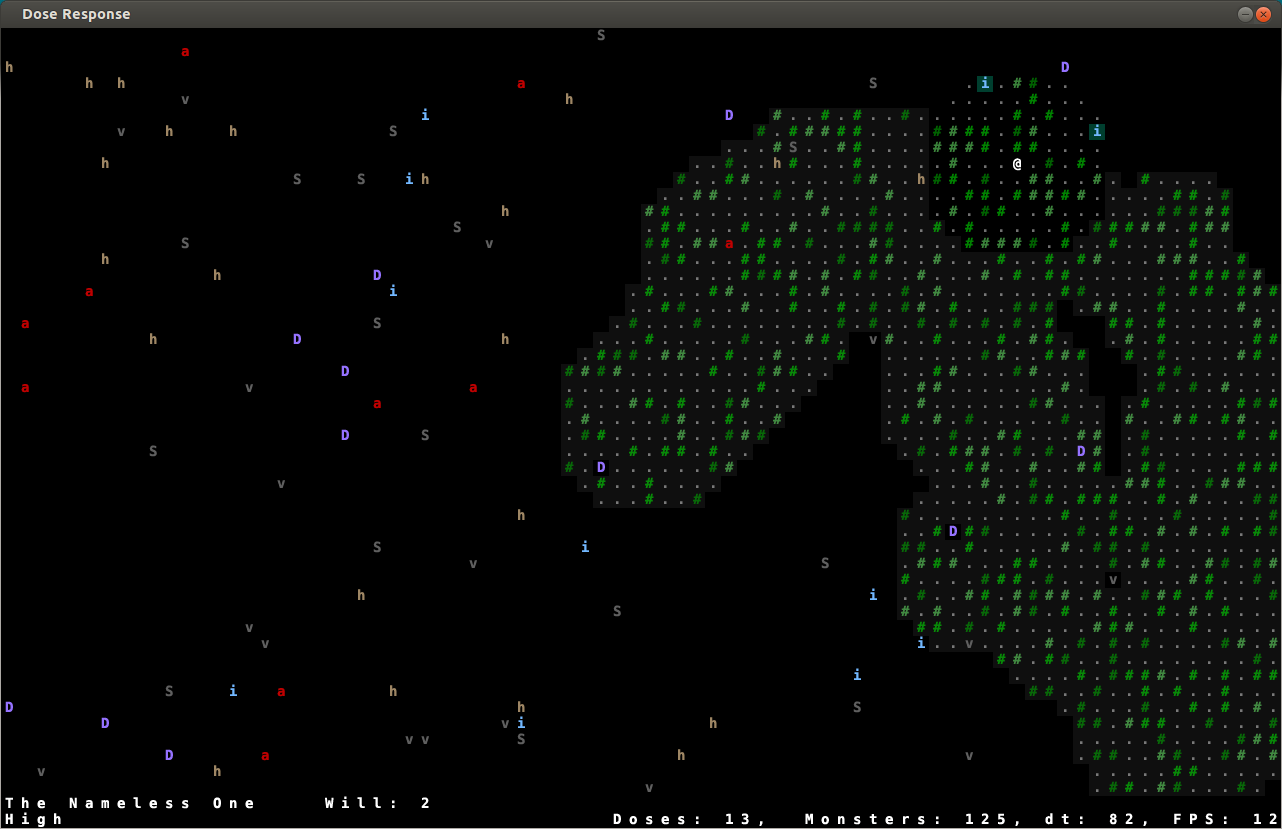 Dose Response
The Nameless One Will: 2
High Doses: 13, Monsters: 125, dt: 82, FPS: 12